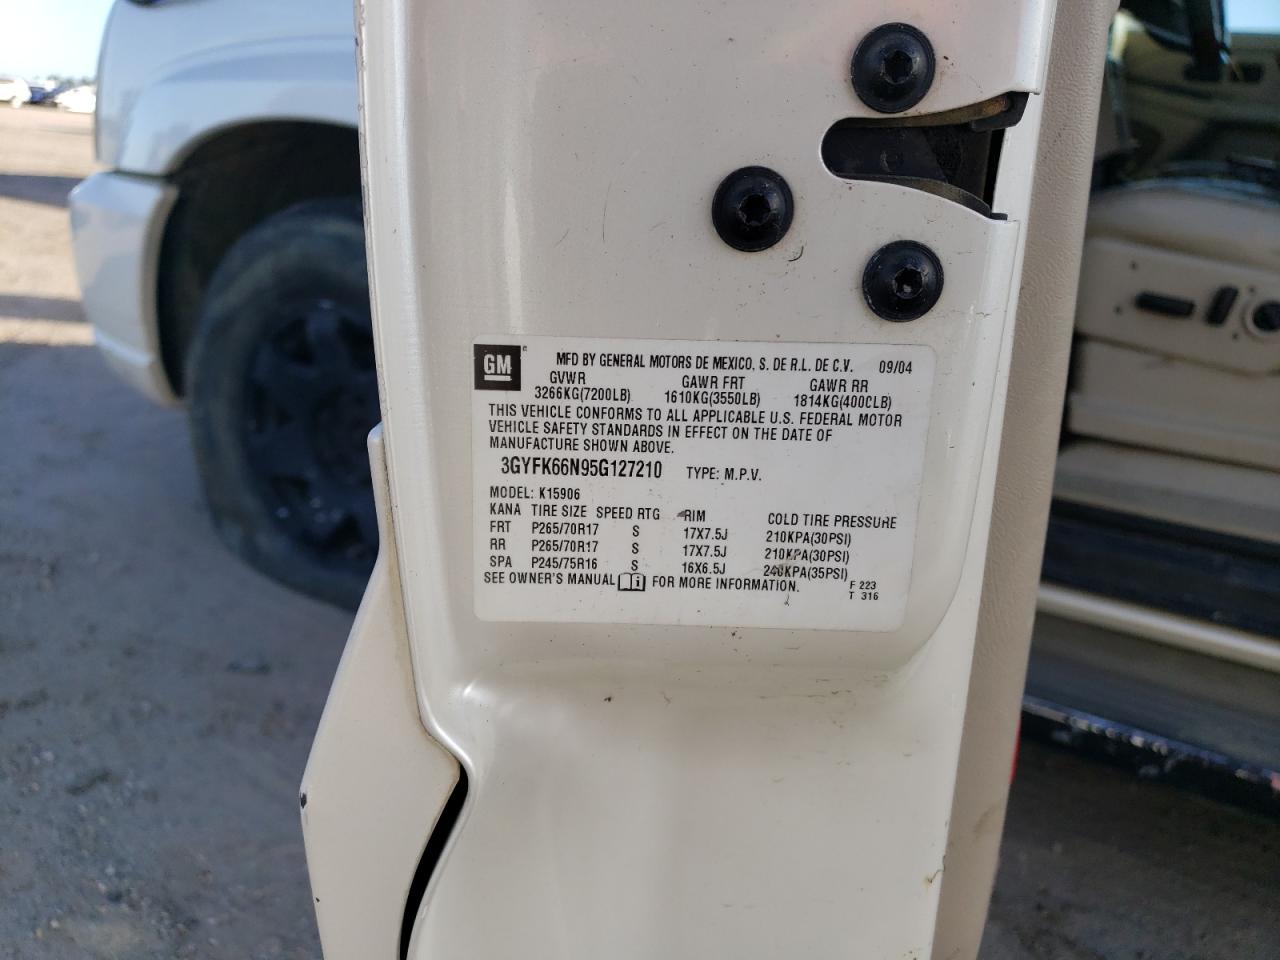 GM
MFD BY GENERAL MOTORS DE MEXICO, S. DE R.L. DE C.V. 09/04
GVWR GAWR FRT GAWR RR
3266KG(7200LB) 1610KG(3550LB) 1814KG(400CLB)
THIS VEHICLE CONFORMS TO ALL APPLICABLE U.S. FEDERAL MOTOR
VEHICLE SAFETY STANDARDS IN EFFECT ON THE DATE OF
MANUFACTURE SHOWN ABOVE.
3GYFK66N95G127210 TYPE: M.P.V.
MODEL: K15906
KANA TIRE SIZE SPEED RTG RIM COLD TIRE PRESSURE
FRT P265/70R17 S 17X7.5J 210KPA(30PSI)
RR P265/70R17 S 17X7.5J 210KPA(30PSI)
SPA P245/75R16 S 16X6.5J 240KPA(35PSI)
SEE OWNER'S MANUAL FOR MORE INFORMATION. F 223
T 316